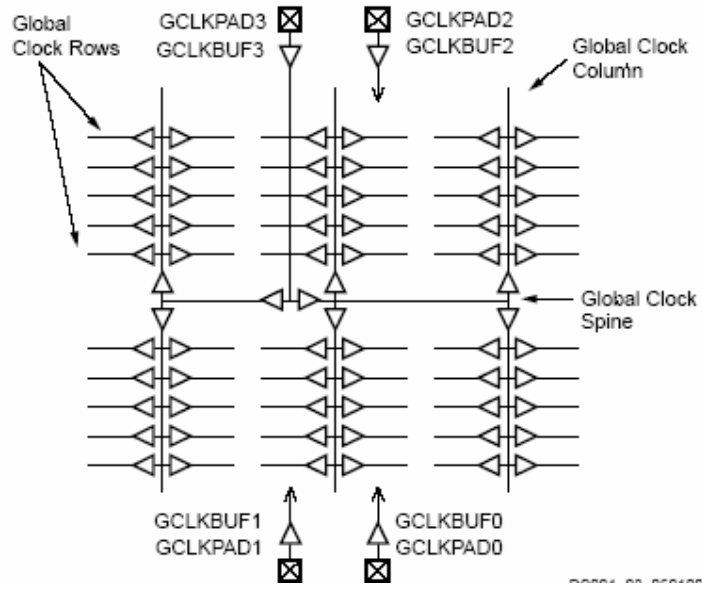 Global
Clock Rows
GCLKPAD3
GCLKBUF3
GCLKPAD2
GCLKBUF2
Global Clock
Column
Global Clock
Spine
GCLKBUF1
GCLKPAD1
GCLKBUF0
GCLKPAD0